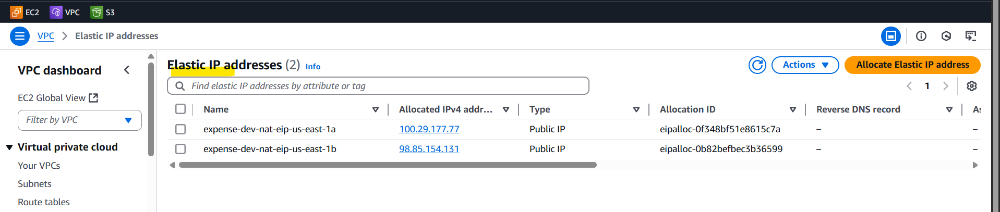 EC2 VPC S3
VPC > Elastic IP addresses
VPC dashboard
EC2 Global View
Filter by VPC
Virtual private cloud
Your VPCs
Subnets
Route tables
Elastic IP addresses (2) Info
Actions
Allocate Elastic IP address
Find elastic IP addresses by attribute or tag
1
Name Allocated IPv4 addr... Type Allocation ID Reverse DNS record
expense-dev-nat-eip-us-east-1a 100.29.177.77 Public IP eipalloc-0f348bf51e8615c7a – –
expense-dev-nat-eip-us-east-1b 98.85.154.131 Public IP eipalloc-0b82befbec3b36599 – –